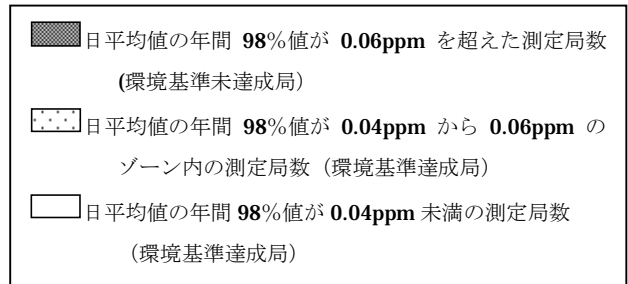 日平均値の年間 98％値が 0.06ppm を超えた測定局数
(環境基準未達成局）
日平均値の年間 98％値が 0.04ppm から 0.06ppm の
ゾーン内の測定局数（環境基準達成局）
日平均値の年間 98％値が 0.04ppm 未満の測定局数
（環境基準達成局）